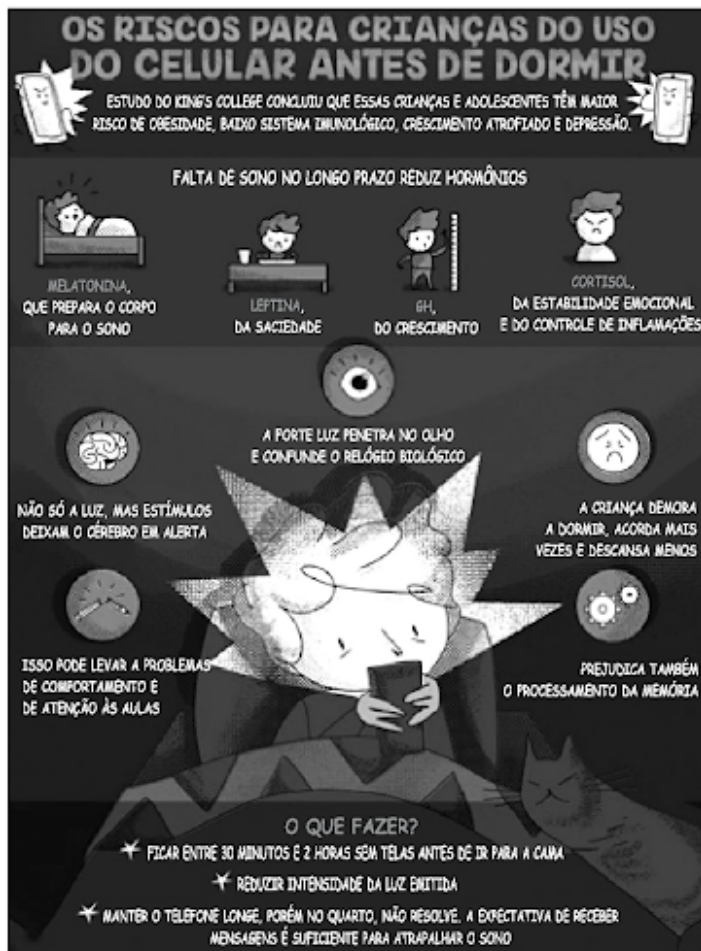 OS RISCOS PARA CRIANÇAS DO USO
DO CELULAR ANTES DE DORMIR
ESTUDO DO KING'S COLLEGE CONCLUIU QUE ESSAS CRIANÇAS E ADOLESCENTES TÊM MAIOR
RISCO DE OBESIDADE, BAIXO SISTEMA IMUNOLÓGICO, CRESCIMENTO ATROFIADO E DEPRESSÃO.
FALTA DE SONO NO LONGO PRAZO REDUZ HORMÔNIOS
MELATONINA,
QUE PREPARA O CORPO
PARA O SONO
LEPTINA,
DA SACIEDADE
GH,
DO CRESCIMENTO
CORTISOL,
DA ESTABILIDADE EMOCIONAL
E DO CONTROLE DE INFLAMAÇÕES
A FORTE LUZ PENETRA NO OLHO
E CONFUNDE O RELÓGIO BIOLÓGICO
NÃO SÓ A LUZ, MAS ESTÍMULOS
DEIXAM O CÉREBRO EM ALERTA
A CRIANÇA DEMORA
A DORMIR, ACORDA MAIS
VEZES E DESCANSA MENOS
ISSO PODE LEVAR A PROBLEMAS
DE COMPORTAMENTO E
DE ATENÇÃO ÀS AULAS
PREJUDICA TAMBÉM
O PROCESSAMENTO DA MEMÓRIA
O QUE FAZER?
FICAR ENTRE 30 MINUTOS E 2 HORAS SEM TELAS ANTES DE IR PARA A CAMA
REDUZIR INTENSIDADE DA LUZ EMITIDA
MANTER O TELEFONE LONGE, PORÉM NO QUARTO, NÃO RESOLVE. A EXPECTATIVA DE RECEBER
MENSAGENS É SUFICIENTE PARA ATRAPALHAR O SONO